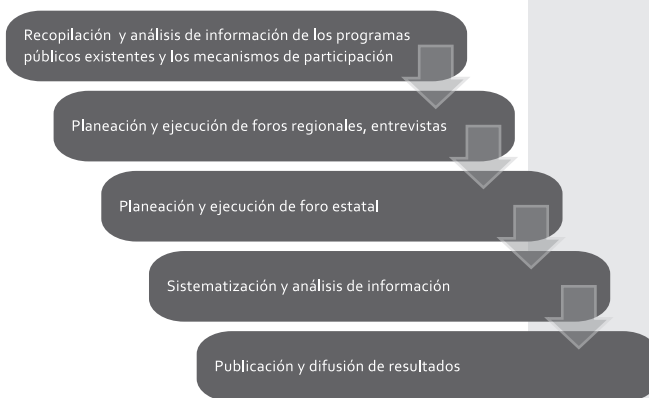 Recopilación y análisis de información de los programas
públicos existentes y los mecanismos de participación
Planeación y ejecución de foros regionales, entrevistas
Planeación y ejecución de foro estatal
Sistematización y análisis de información
Publicación y difusión de resultados